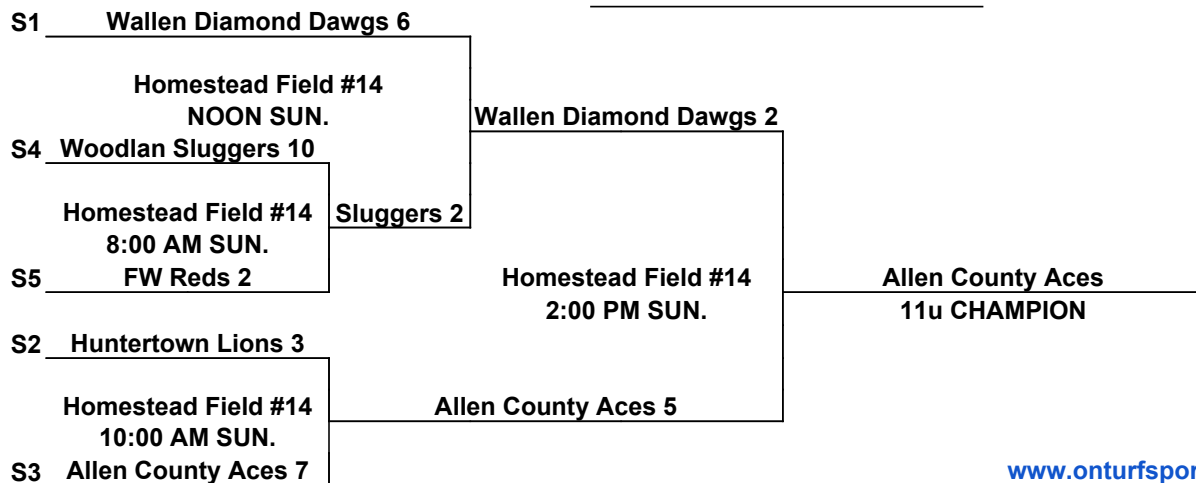 S1 Wallen Diamond Dawgs 6
Homestead Field #14
NOON SUN.
Wallen Diamond Dawgs 2
S4 Woodlan Sluggers 10
Homestead Field #14
8:00 AM SUN.
Sluggers 2
S5 FW Reds 2
Homestead Field #14
2:00 PM SUN.
Allen County Aces
11u CHAMPION
S2 Huntertown Lions 3
Homestead Field #14
10:00 AM SUN.
Allen County Aces 5
S3 Allen County Aces 7
www.onturfspor